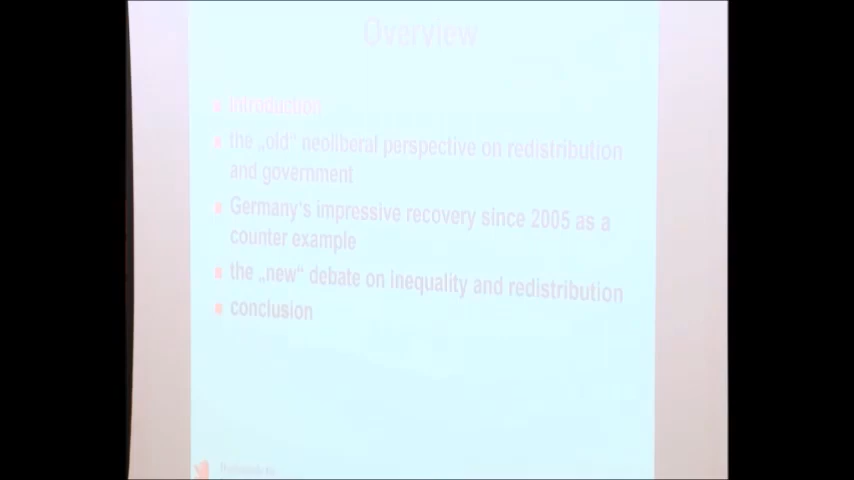 Overview
introduction
the „old“ neoliberal perspective on redistribution
and government
Germany's impressive recovery since 2005 as a
counter example
the „new“ debate on inequality and redistribution
conclusion